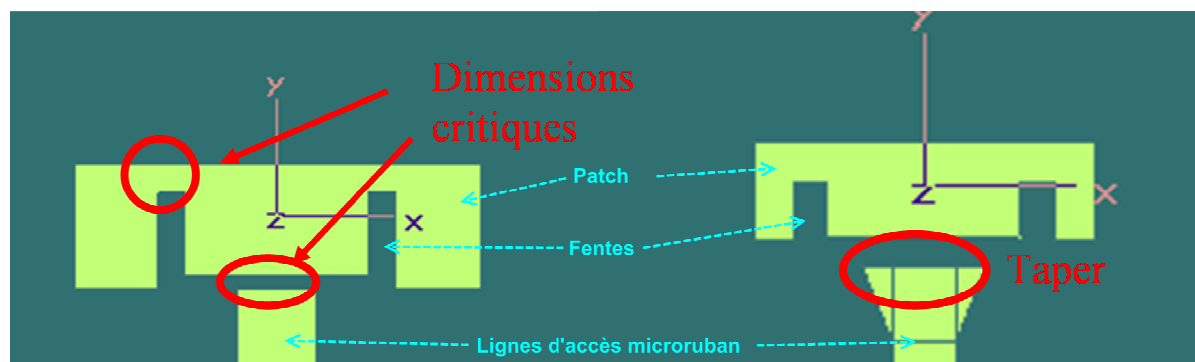 Dimensions
critiques
y
z
x
Patch
Fentes
Lignes d'accès microruban
y
z
x
Taper